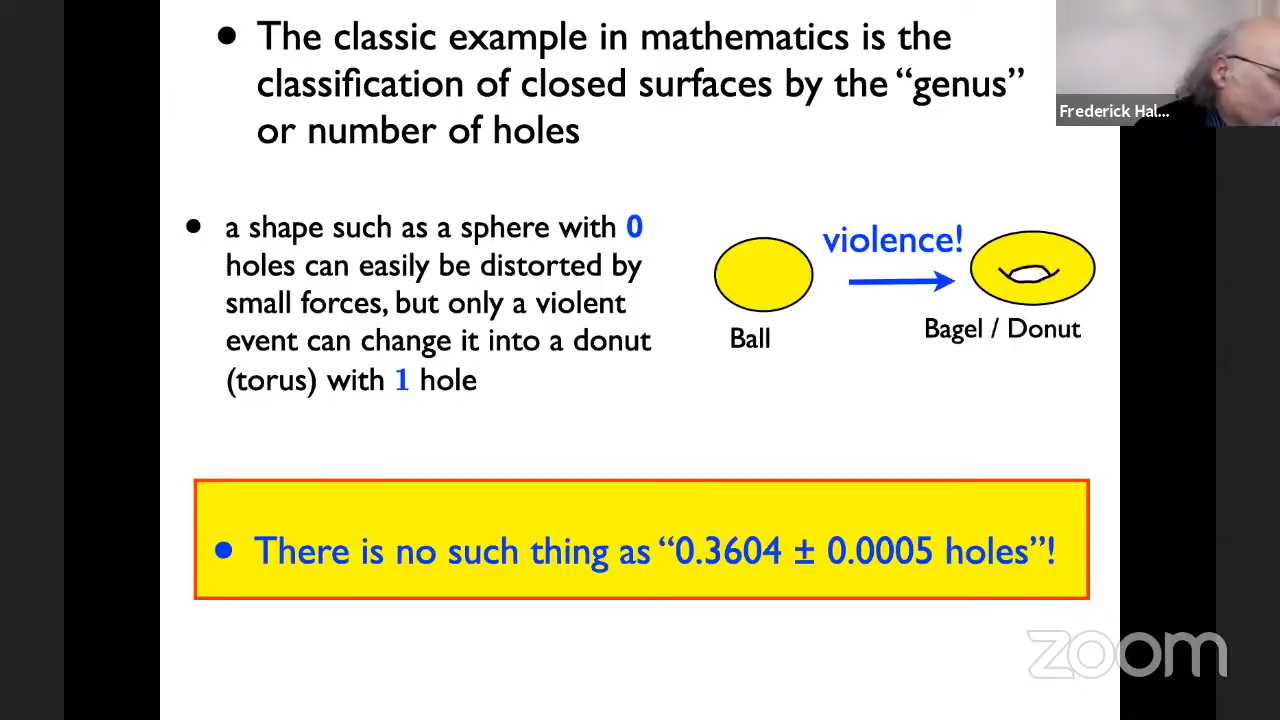 • The classic example in mathematics is the
classification of closed surfaces by the “genus”
or number of holes
Frederick Hal...
• a shape such as a sphere with 0
holes can easily be distorted by
small forces, but only a violent
event can change it into a donut
(torus) with 1 hole
violence!
Ball
Bagel / Donut
• There is no such thing as “0.3604 ± 0.0005 holes”!
zoom